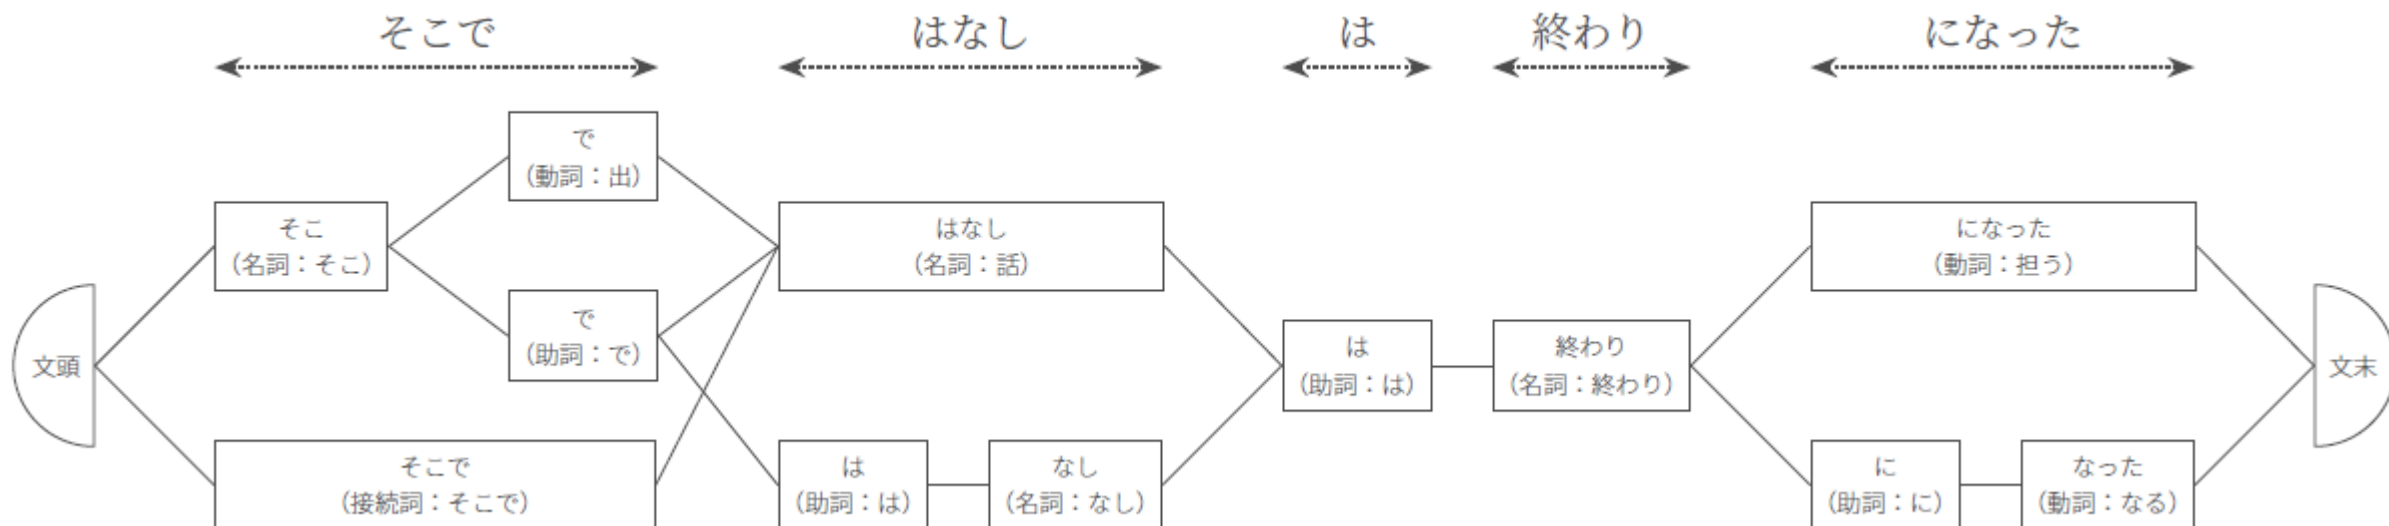 そこで
はなし
は
終わり
になった
で
（動詞：出）
そこ
（名詞：そこ）
はなし
（名詞：話）
になった
（動詞：担う）
で
（助詞：で）
文頭
は
（助詞：は）
終わり
（名詞：終わり）
文末
そこで
（接続詞：そこで）
は
（助詞：は）
なし
（名詞：なし）
に
（助詞：に）
なった
（動詞：なる）